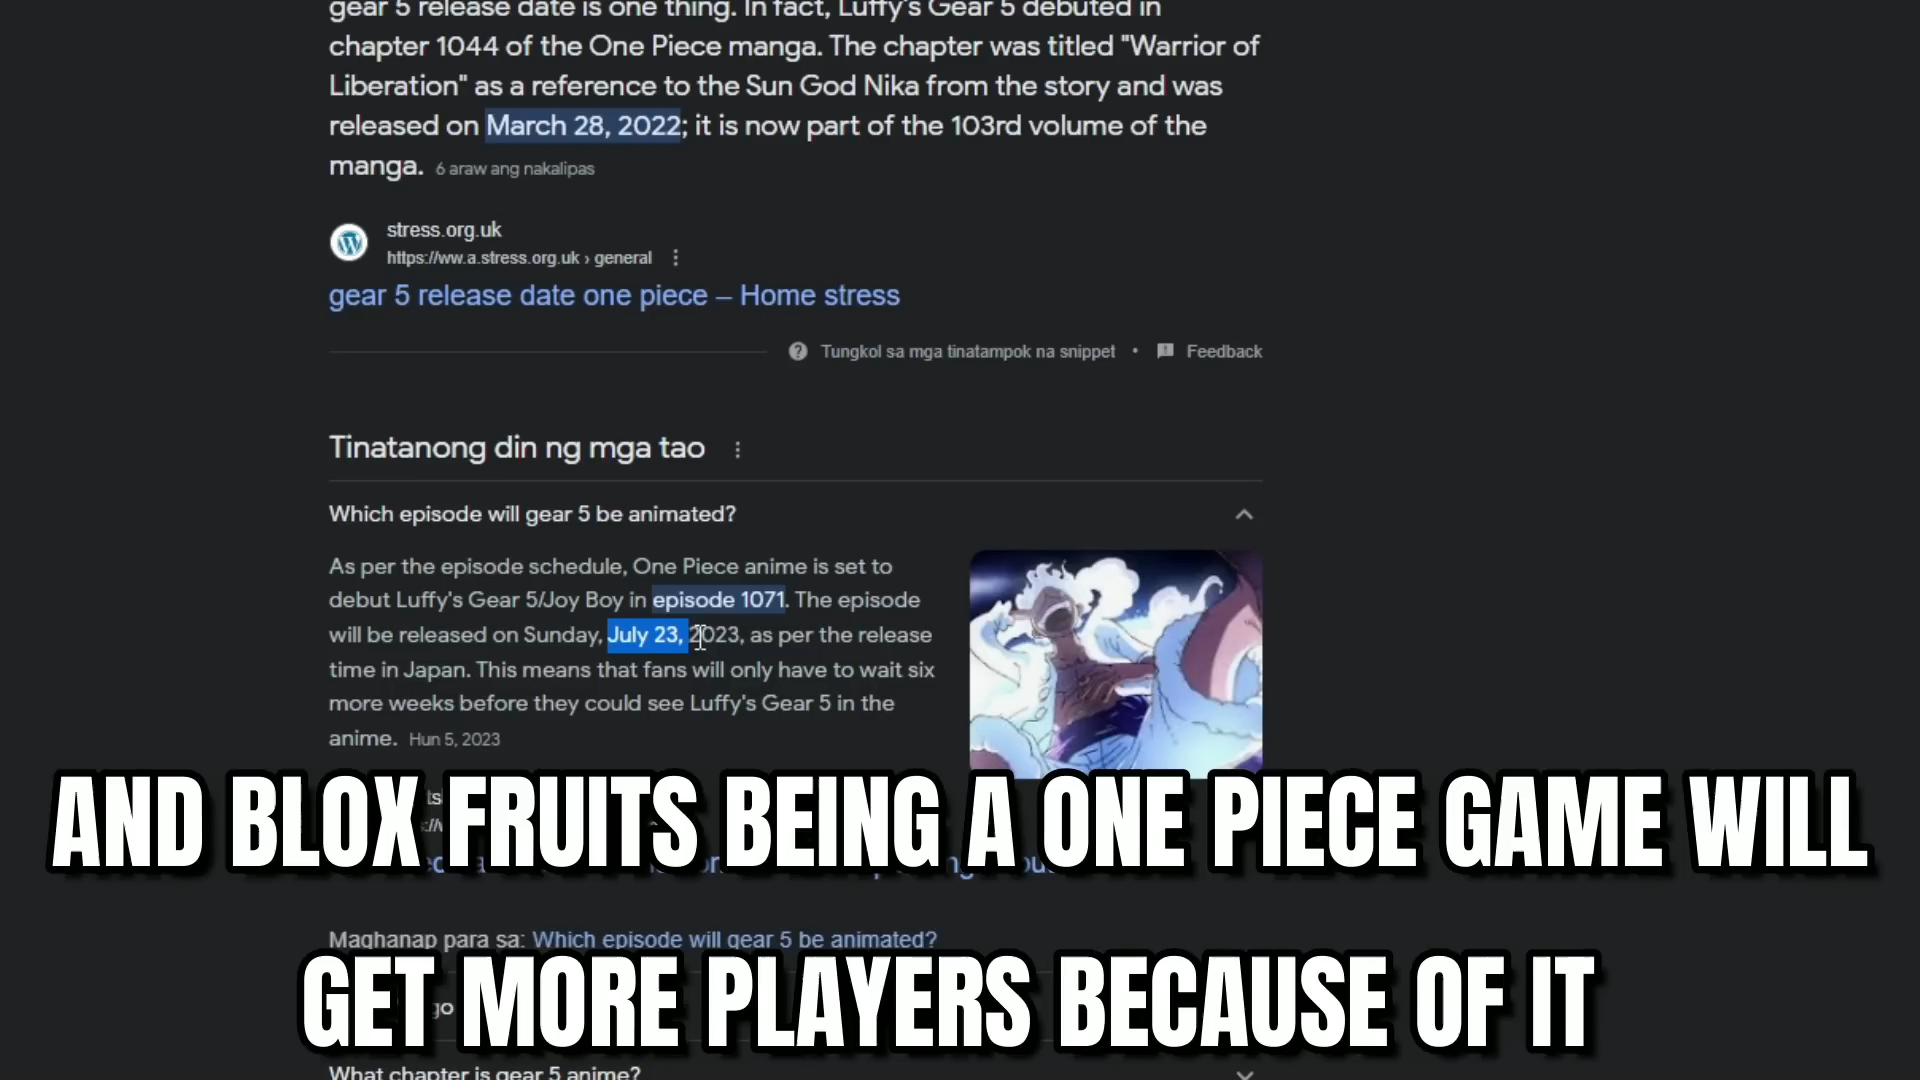 gear 5 release date is one thing. In fact, Luffy's Gear 5 debuted in
chapter 1044 of the One Piece manga. The chapter was titled "Warrior of
Liberation" as a reference to the Sun God Nika from the story and was
released on March 28, 2022; it is now part of the 103rd volume of the
manga. 6 araw ang nakalipas
stress.org.uk
https://ww.a.stress.org.uk › general
gear 5 release date one piece – Home stress
Tungkol sa mga tinatampok na snippet • Feedback
Tinatanong din ng mga tao
Which episode will gear 5 be animated?
As per the episode schedule, One Piece anime is set to
debut Luffy's Gear 5/Joy Boy in episode 1071. The episode
will be released on Sunday, July 23, 2023, as per the release
time in Japan. This means that fans will only have to wait six
more weeks before they could see Luffy's Gear 5 in the
anime. Hun 5, 2023
AND BLOX FRUITS BEING A ONE PIECE GAME WILL
Maghanap para sa: Which episode will gear 5 be animated?
GET MORE PLAYERS BECAUSE OF IT
What chapter is gear 5 anime?